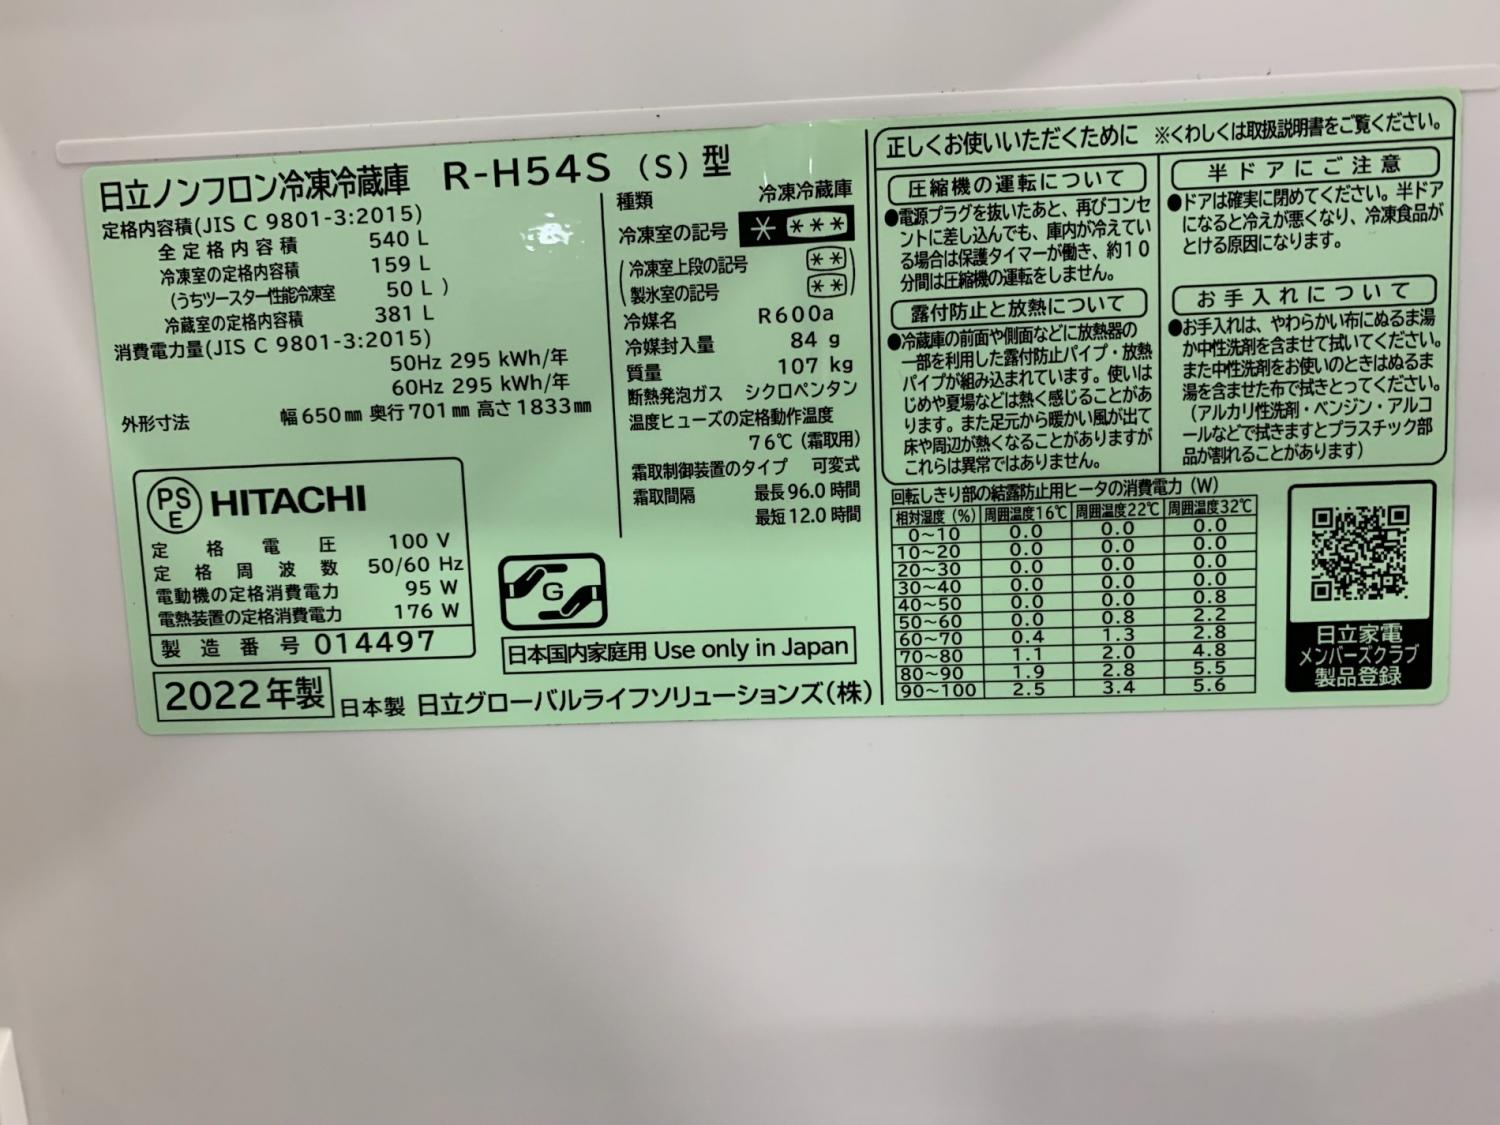 日立ノンフロン冷凍冷蔵庫 R-H54S (S) 型
定格内容積(JIS C 9801-3:2015)
全定格内容積 540 L
冷凍室の定格内容積 159 L
(うちツースター性能冷凍室 50 L )
冷蔵室の定格内容積 381 L
消費電力量(JIS C 9801-3:2015)
50Hz 295 kWh/年
60Hz 295 kWh/年
外形寸法 幅650㎜ 奥行701㎜ 高さ1833㎜
PS
E
HITACHI
定格電圧 100 V
定格周波数 50/60 Hz
電動機の定格消費電力 95 W
電熱装置の定格消費電力 176 W
製造番号 014497
2022年製
日本製 日立グローバルライフソリューションズ(株)
種類 冷凍冷蔵庫
冷凍室の記号 * ***
(冷凍室上段の記号 **
製氷室の記号 **)
冷媒名 R600a
冷媒封入量 84 g
質量 107 kg
断熱発泡ガス シクロペンタン
温度ヒューズの定格動作温度
76℃ (霜取用)
霜取制御装置のタイプ 可変式
霜取間隔 最長96.0時間
最短12.0時間
G
日本国内家庭用 Use only in Japan
正しくお使いいただくために ※くわしくは取扱説明書をご覧ください。
圧縮機の運転について
●電源プラグを抜いたあと、再びコンセ
ントに差し込んでも、庫内が冷えてい
る場合は保護タイマーが働き、約10
分間は圧縮機の運転をしません。
露付防止と放熱について
●冷蔵庫の前面や側面などに放熱器の
一部を利用した露付防止パイプ・放熱
パイプが組み込まれています。使いは
じめや夏場などは熱く感じることがあ
ります。また足元から暖かい風が出て
床や周辺が熱くなることがありますが
これらは異常ではありません。
半ドアにご注意
●ドアは確実に閉めてください。半ドア
になると冷えが悪くなり、冷凍食品が
とける原因になります。
お手入れについて
●お手入れは、やわらかい布にぬるま湯
か中性洗剤を含ませて拭いてください。
また中性洗剤をお使いのときはぬるま
湯を含ませた布で拭きとってください。
(アルカリ性洗剤・ベンジン・アルコ
ールなどで拭きますとプラスチック部
品が割れることがあります)
回転しきり部の結露防止用ヒータの消費電力 (W)
相対湿度 (%) 周囲温度16℃ 周囲温度22℃ 周囲温度32℃
0~10 0.0 0.0 0.0
10~20 0.0 0.0 0.0
20~30 0.0 0.0 0.0
30~40 0.0 0.0 0.0
40~50 0.0 0.0 0.8
50~60 0.0 0.8 2.2
60~70 0.4 1.3 2.8
70~80 1.1 2.0 4.8
80~90 1.9 2.8 5.5
90~100 2.5 3.4 5.6
日立家電
メンバーズクラブ
製品登録